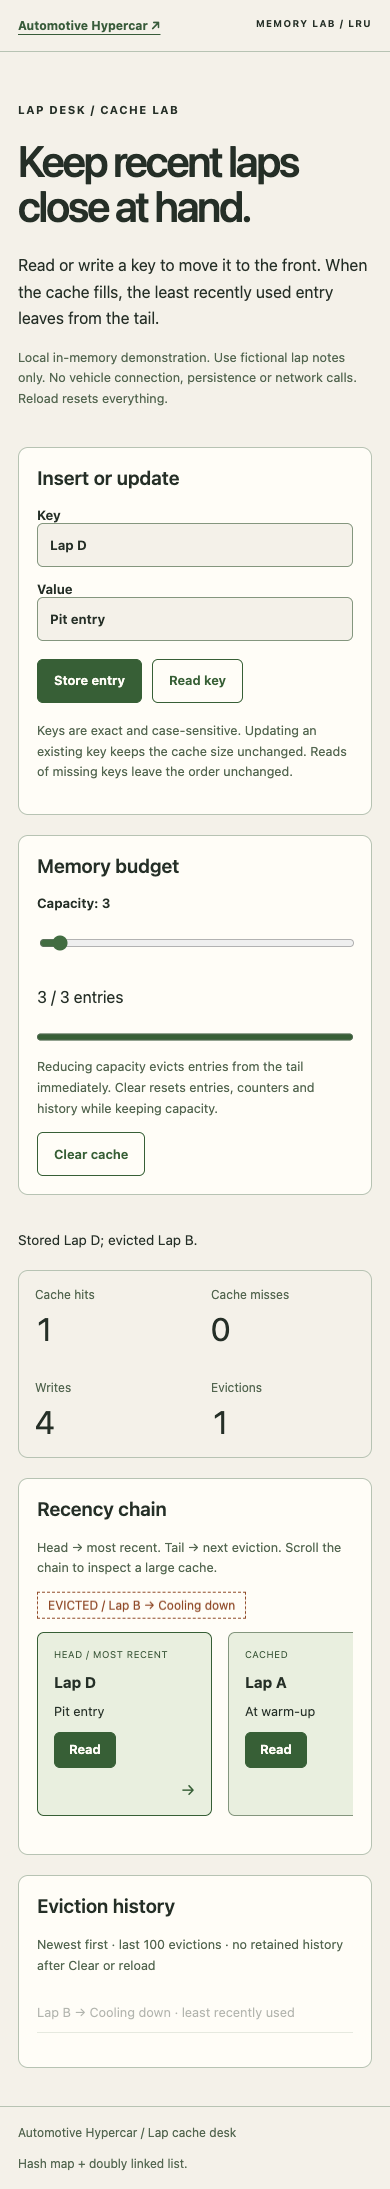 Automotive Hypercar ↗
MEMORY LAB / LRU
LAP DESK / CACHE LAB
Keep recent laps
close at hand.
Read or write a key to move it to the front. When
the cache fills, the least recently used entry
leaves from the tail.
Local in-memory demonstration. Use fictional lap notes
only. No vehicle connection, persistence or network calls.
Reload resets everything.
Insert or update
Key
Lap D
Value
Pit entry
Store entry
Read key
Keys are exact and case-sensitive. Updating an
existing key keeps the cache size unchanged. Reads
of missing keys leave the order unchanged.
Memory budget
Capacity: 3
3 / 3 entries
Reducing capacity evicts entries from the tail
immediately. Clear resets entries, counters and
history while keeping capacity.
Clear cache
Stored Lap D; evicted Lap B.
Cache hits
1
Cache misses
0
Writes
4
Evictions
1
Recency chain
Head → most recent. Tail → next eviction. Scroll the
chain to inspect a large cache.
EVICTED / Lap B → Cooling down
HEAD / MOST RECENT
Lap D
Pit entry
Read
→
CACHED
Lap A
At warm-up
Read
Eviction history
Newest first · last 100 evictions · no retained history
after Clear or reload
Lap B → Cooling down · least recently used
Automotive Hypercar / Lap cache desk
Hash map + doubly linked list.